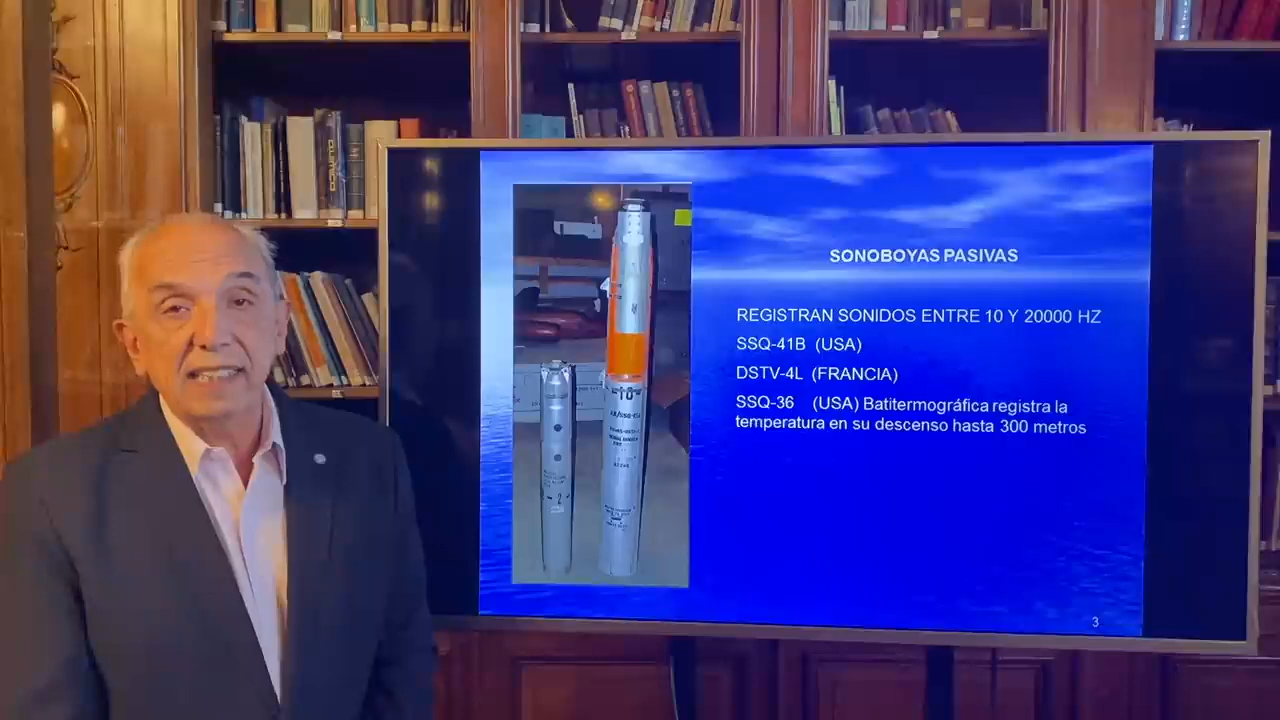 QUIMICO
SONOBOYAS PASIVAS
REGISTRAN SONIDOS ENTRE 10 Y 20000 HZ
SSQ-41B (USA)
DSTV-4L (FRANCIA)
SSQ-36 (USA) Batitermográfica registra la
temperatura en su descenso hasta 300 metros
3